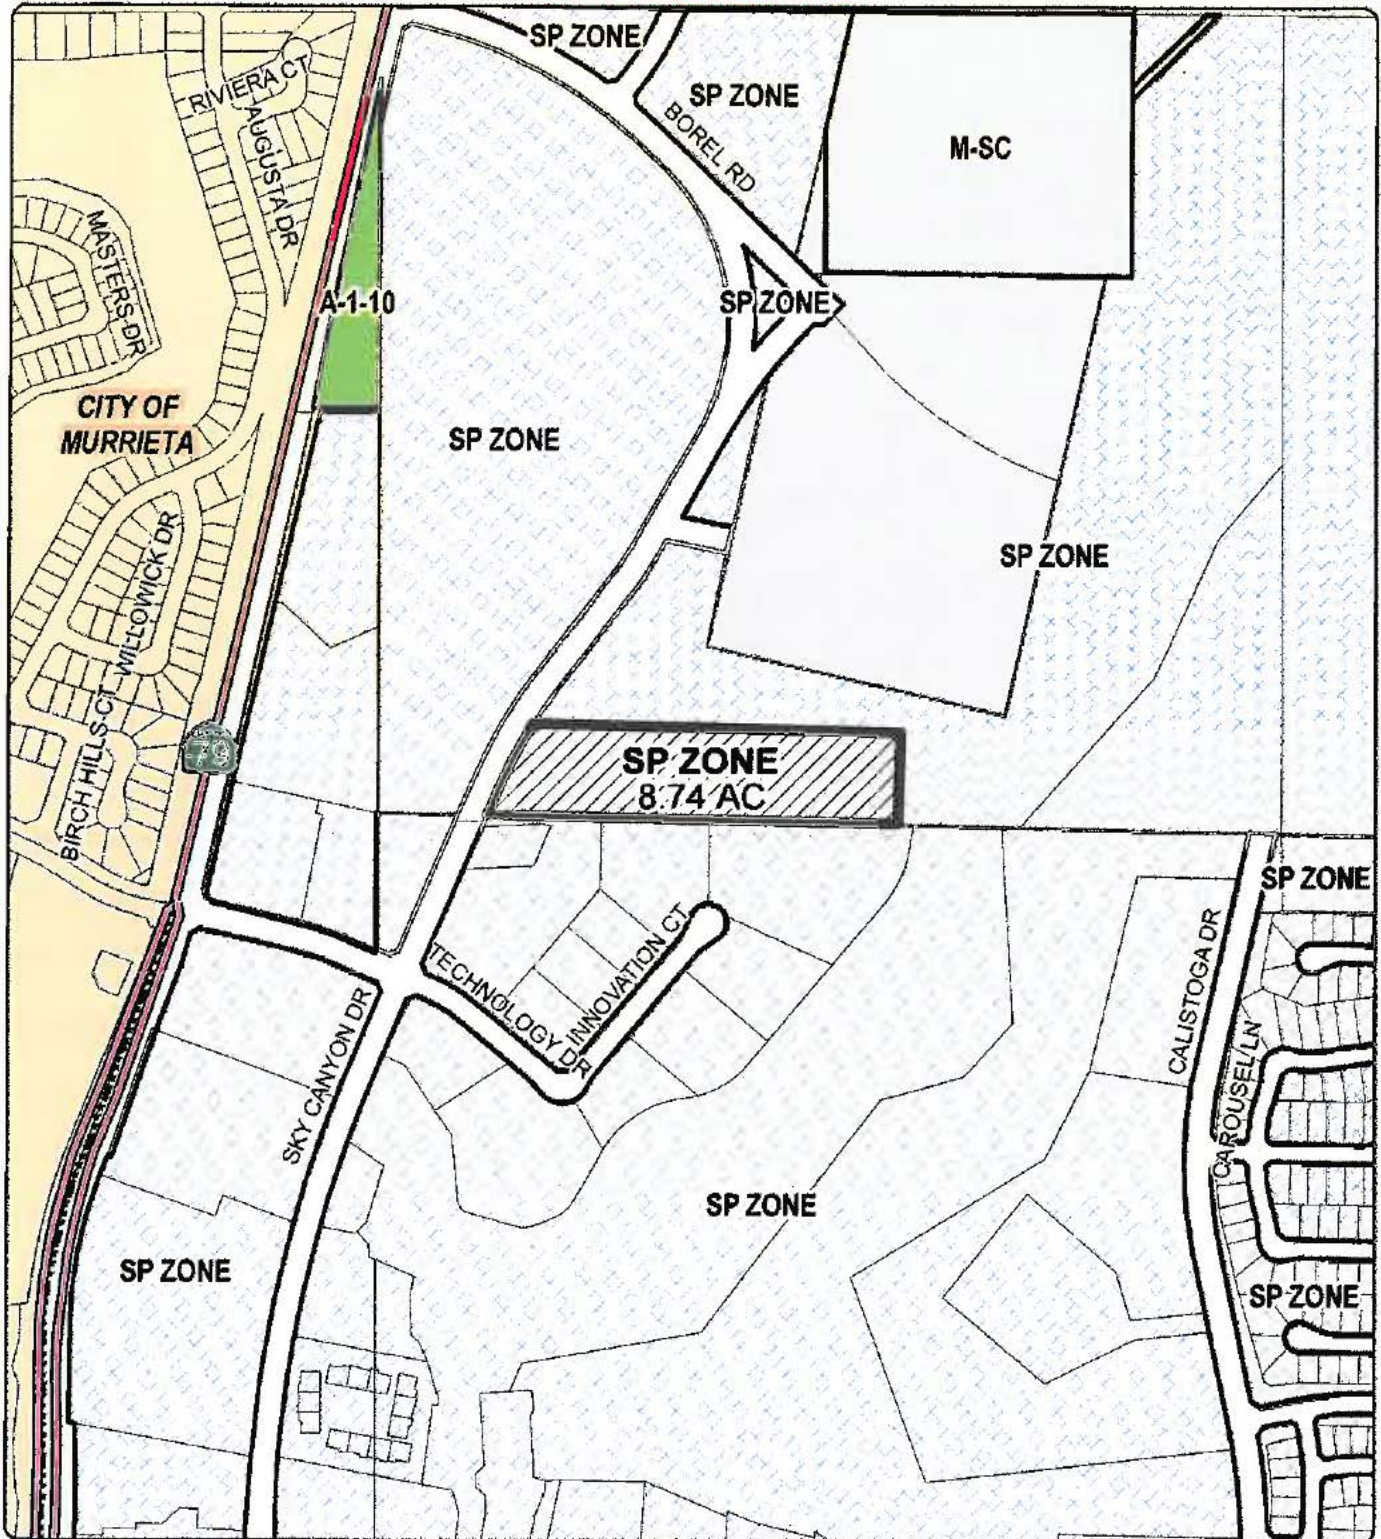 SP ZONE
RIVIERA CT
SP ZONE
BOREL RD
M-SC
AUGUSTA DR
MASTERS DR
A-1-10
SP ZONE
CITY OF
MURRIETA
SP ZONE
WILLOWICK DR
SP ZONE
79
BIRCH HILLS CT
SP ZONE
8.74 AC
SP ZONE
CALISTOGA DR
TECHNOLOGY DR
INNOVATION CT
SKY CANYON DR
CAROUSEL LN
SP ZONE
SP ZONE
SP ZONE